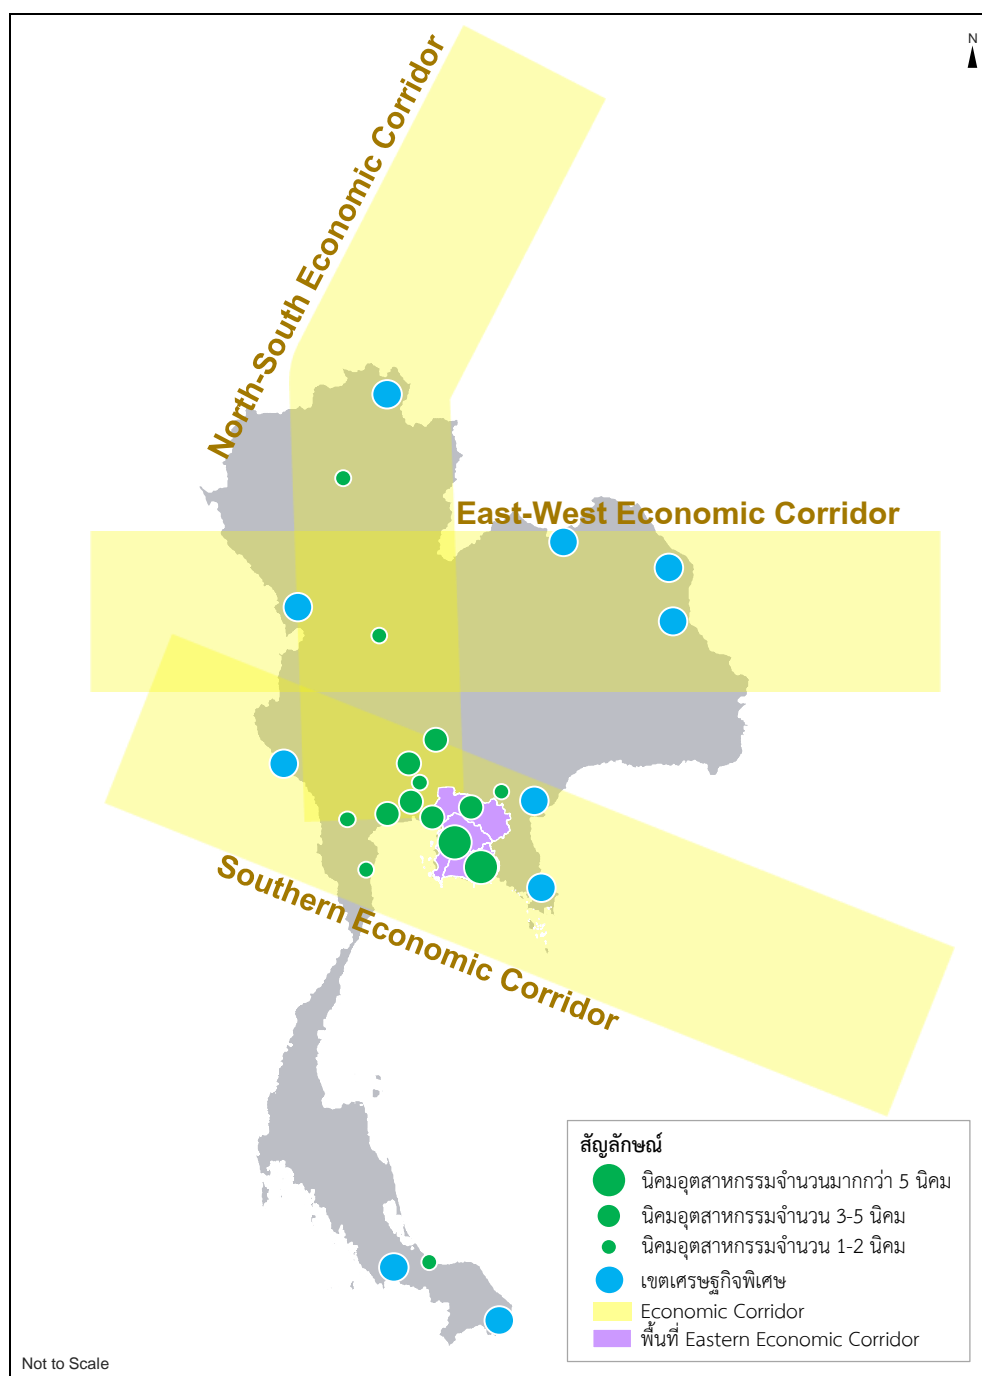 N
North-South Economic Corridor
East-West Economic Corridor
Southern Economic Corridor
สัญลักษณ์
นิคมอุตสาหกรรมจำนวนมากกว่า 5 นิคม
นิคมอุตสาหกรรมจำนวน 3-5 นิคม
นิคมอุตสาหกรรมจำนวน 1-2 นิคม
เขตเศรษฐกิจพิเศษ
Economic Corridor
พื้นที่ Eastern Economic Corridor
Not to Scale